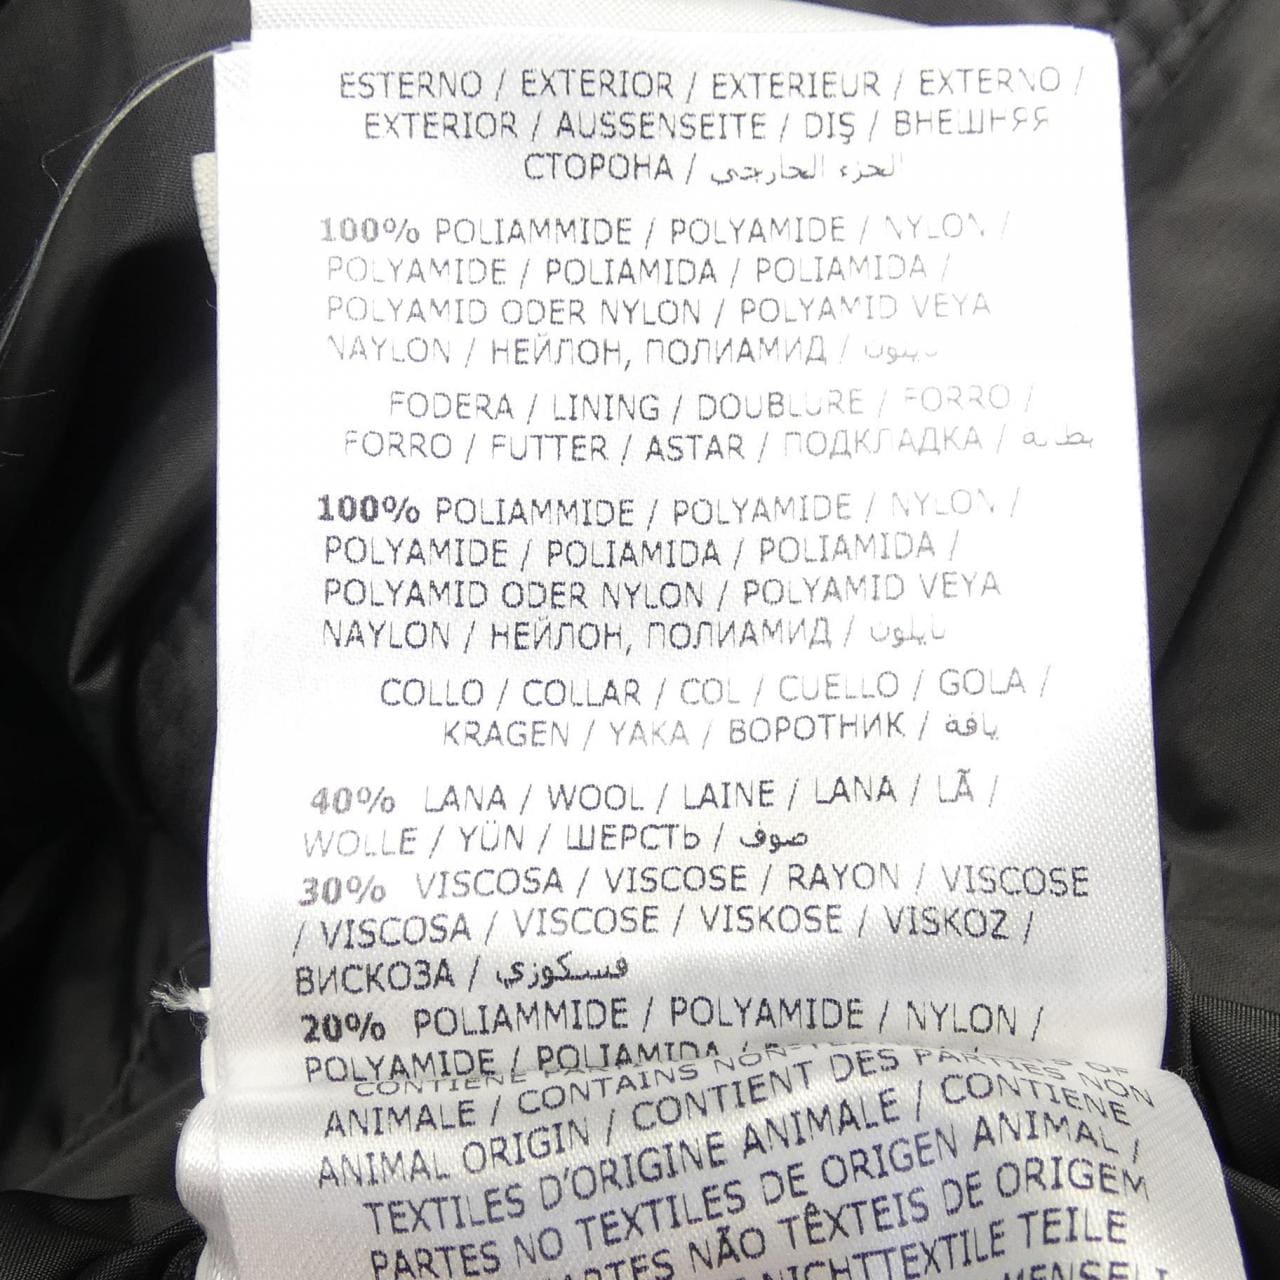 ESTERNO / EXTERIOR / EXTERIEUR / EXTERNO /
EXTERIOR / AUSSENSEITE / DIŞ / ВНЕШНЯЯ
СТОРОНА / الجزء الخارجي
100% POLIAMMIDE / POLYAMIDE / NYLON /
POLYAMIDE / POLIAMIDA / POLIAMIDA /
POLYAMID ODER NYLON / POLYAMID VEYA
NAYLON / НЕЙЛОН, ПОЛИАМИД / نايلون
FODERA / LINING / DOUBLURE / FORRO /
FORRO / FUTTER / ASTAR / ПОДКЛАДКА / بطانة
100% POLIAMMIDE / POLYAMIDE / NYLON /
POLYAMIDE / POLIAMIDA / POLIAMIDA /
POLYAMID ODER NYLON / POLYAMID VEYA
NAYLON / НЕЙЛОН, ПОЛИАМИД / نايلون
COLLO / COLLAR / COL / CUELLO / GOLA /
KRAGEN / YAKA / ВОРОТНИК / ياقة
40% LANA / WOOL / LAINE / LANA / LÃ /
WOLLE / YÜN / ШЕРСТЬ / صوف
30% VISCOSA / VISCOSE / RAYON / VISCOSE
/ VISCOSA / VISCOSE / VISKOSE / VISKOZ /
ВИСКОЗА / فسكوزي
20% POLIAMMIDE / POLYAMIDE / NYLON /
POLYAMIDE / POLIAMIDA /
CONTIENE PARTIES OF
ANIMALE / CONTAINS NON- PARTIES NON
ANIMAL ORIGIN / CONTIENT DES
TEXTILES D'ORIGINE ANIMALE / CONTIENE
PARTES NO TEXTILES DE ORIGEN ANIMAL /
PARTES NÃO TÊXTEIS DE ORIGEM
NICHTTEXTILE TEILE